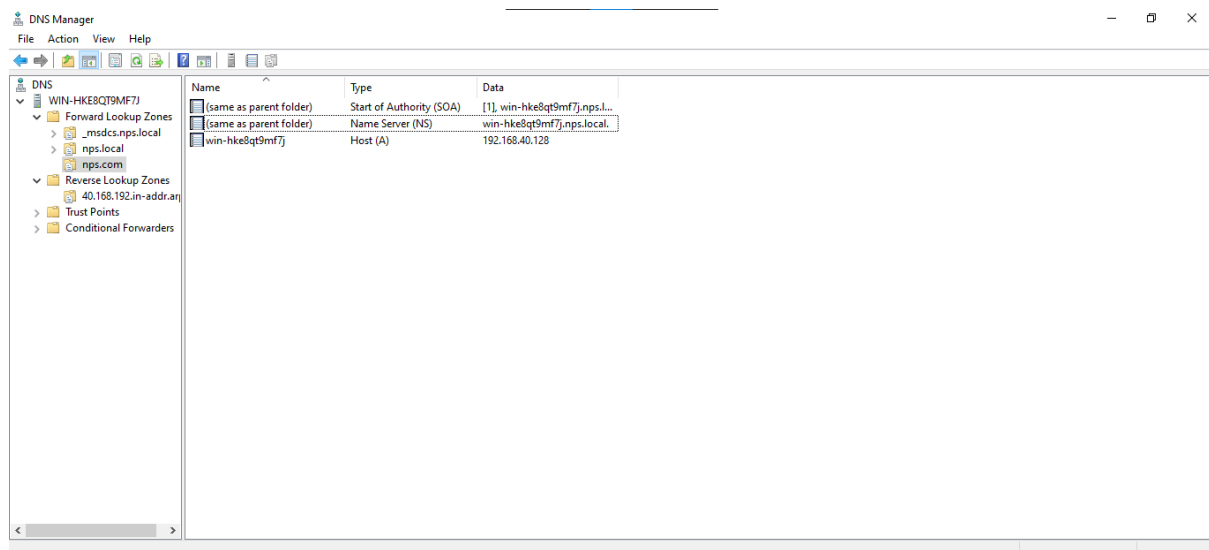 DNS Manager
File Action View Help
DNS
WIN-HKE8QT9MF7J
Forward Lookup Zones
_msdcs.nps.local
nps.local
nps.com
Reverse Lookup Zones
40.168.192.in-addr.arp
Trust Points
Conditional Forwarders
Name Type Data
(same as parent folder) Start of Authority (SOA) [1], win-hke8qt9mf7j.nps.l...
(same as parent folder) Name Server (NS) win-hke8qt9mf7j.nps.local.
win-hke8qt9mf7j Host (A) 192.168.40.128